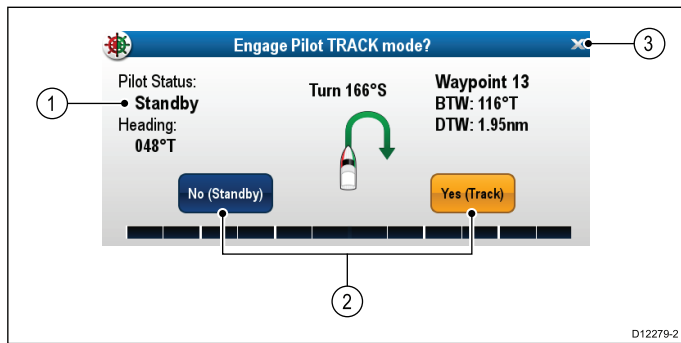 Engage Pilot TRACK mode?
X
3
Pilot Status:
Standby
Heading:
048°T
1
Turn 166°S
Waypoint 13
BTW: 116°T
DTW: 1.95nm
No (Standby)
Yes (Track)
2
D12279-2